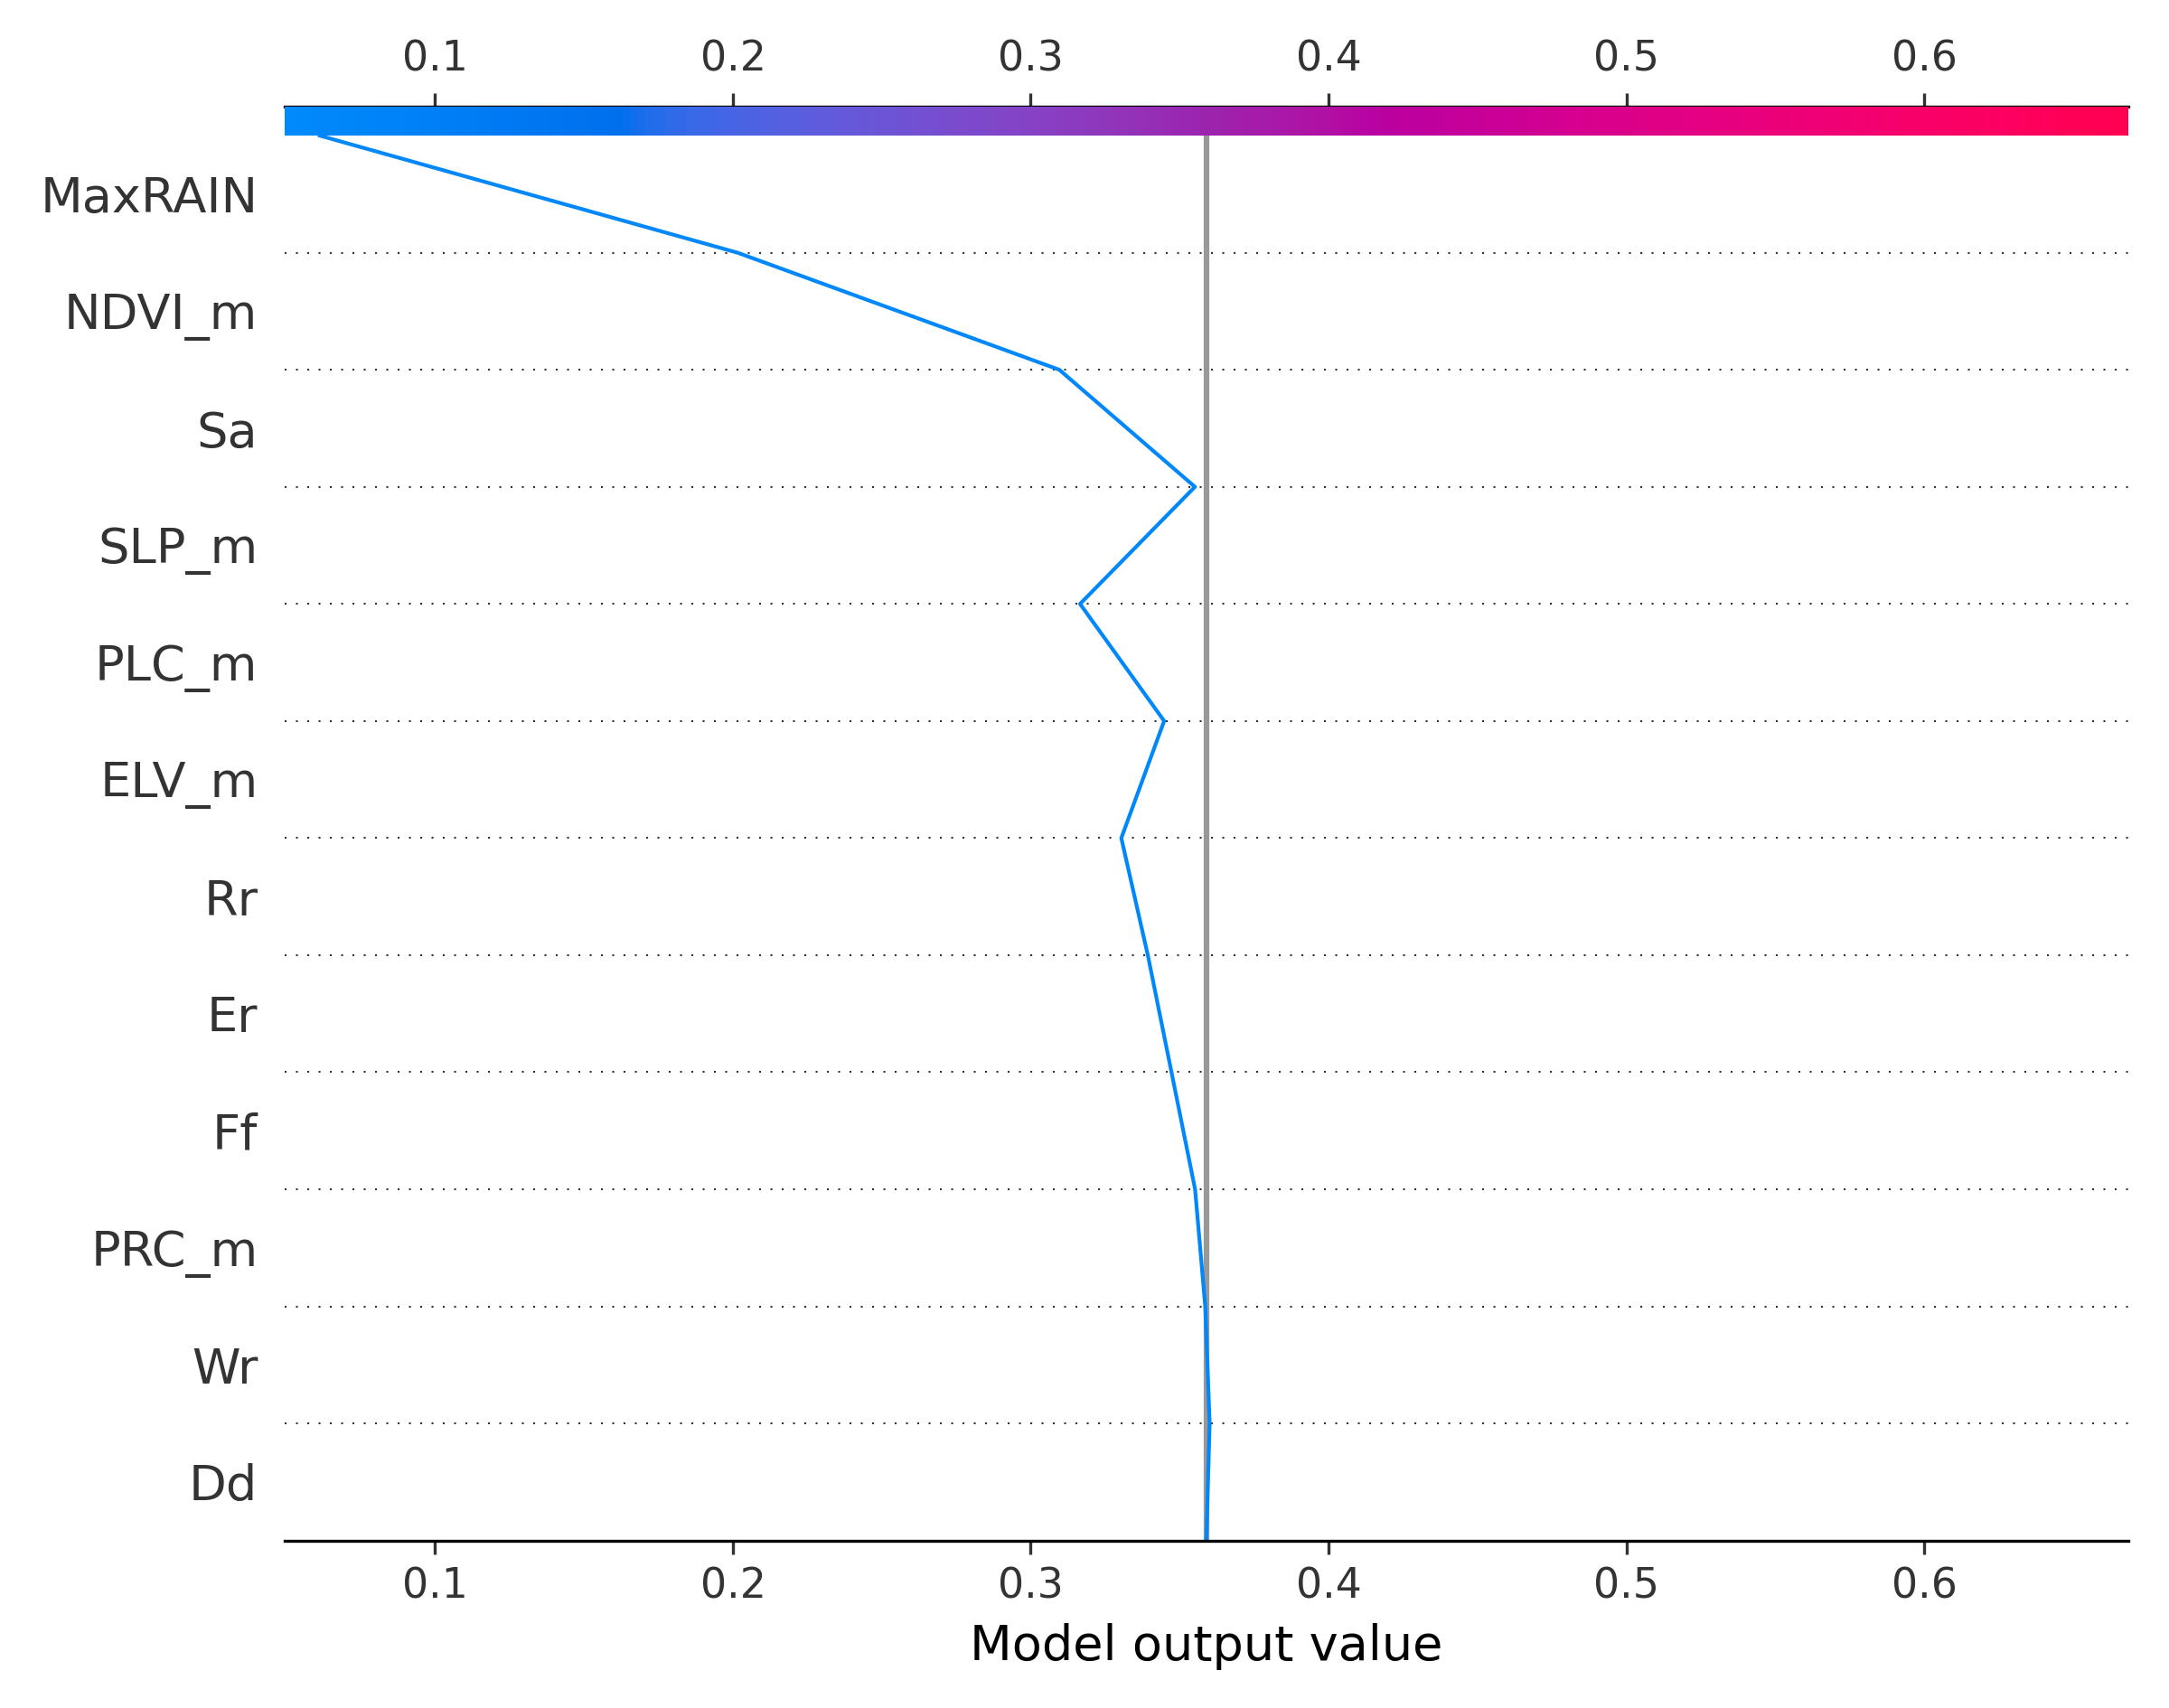 0.1 0.2 0.3 0.4 0.5 0.6
MaxRAIN
NDVI_m
Sa
SLP_m
PLC_m
ELV_m
Rr
Er
Ff
PRC_m
Wr
Dd
0.1 0.2 0.3 0.4 0.5 0.6
Model output value